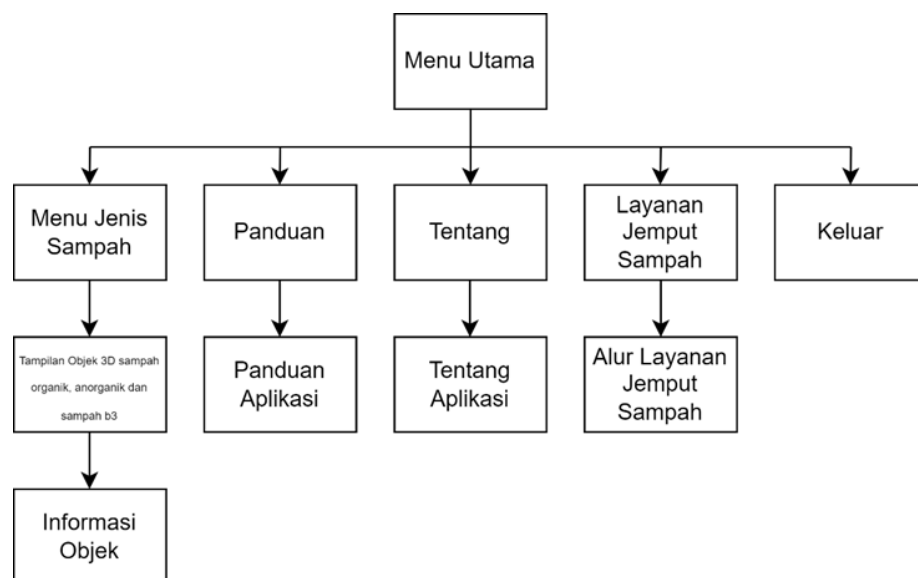 Menu Utama
Menu Jenis
Sampah
Panduan
Tentang
Layanan
Jemput
Sampah
Keluar
Tampilan Objek 3D sampah
organik, anorganik dan
sampah b3
Panduan
Aplikasi
Tentang
Aplikasi
Alur Layanan
Jemput
Sampah
Informasi
Objek